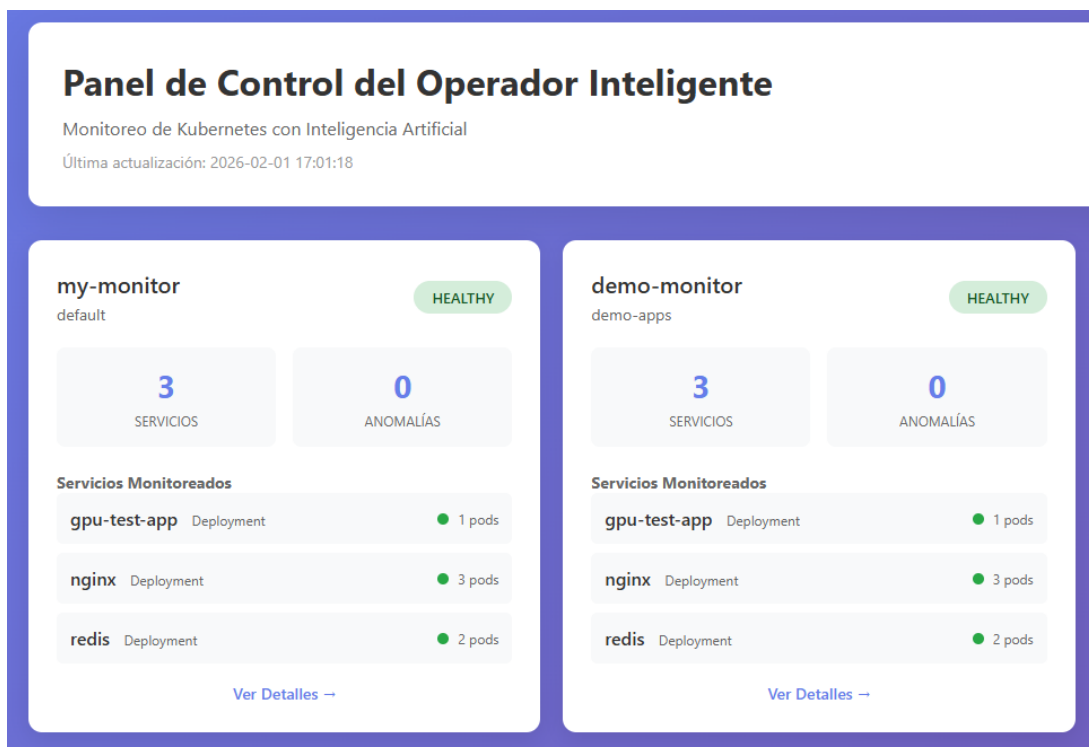 Panel de Control del Operador Inteligente
Monitoreo de Kubernetes con Inteligencia Artificial
Última actualización: 2026-02-01 17:01:18
my-monitor
default
HEALTHY
3
SERVICIOS
0
ANOMALÍAS
Servicios Monitoreados
gpu-test-app Deployment 1 pods
nginx Deployment 3 pods
redis Deployment 2 pods
Ver Detalles →
demo-monitor
demo-apps
HEALTHY
3
SERVICIOS
0
ANOMALÍAS
Servicios Monitoreados
gpu-test-app Deployment 1 pods
nginx Deployment 3 pods
redis Deployment 2 pods
Ver Detalles →